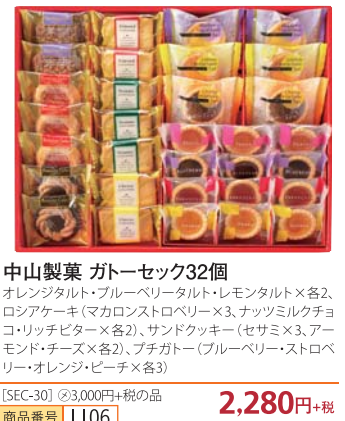 中山製菓 ガトーセック32個
オレンジタルト・ブルーベリータルト・レモンタルト×各2、
ロシアケーキ(マカロンストロベリー×3、ナッツミルクチョ
コ・リッチビター×各2)、サンドクッキー(セサミ×3、アー
モンド・チーズ×各2)、プチガトー(ブルーベリー・ストロベ
リー・オレンジ・ピーチ×各3)
[SEC-30] ㋱3,000円+税の品
2,280円+税
商品番号 1106